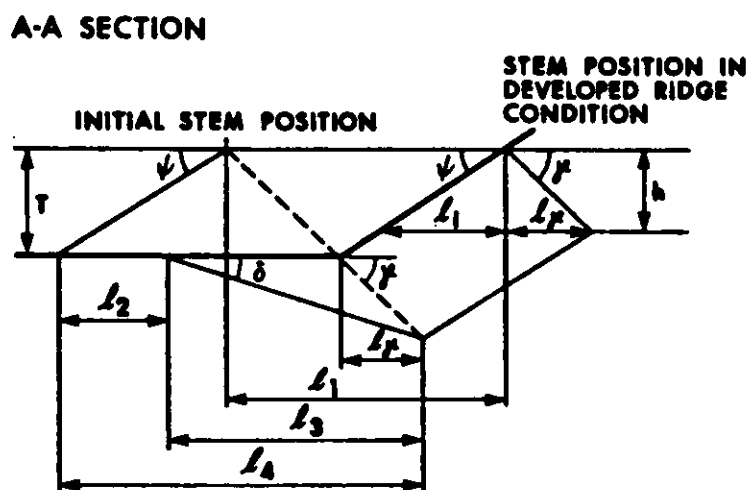 A-A SECTION
STEM POSITION IN
DEVELOPED RIDGE
CONDITION
INITIAL STEM POSITION
ψ
ψ
γ
T
h
l₁
lγ
δ
γ
l₂
lγ
l₁
l₃
l₄